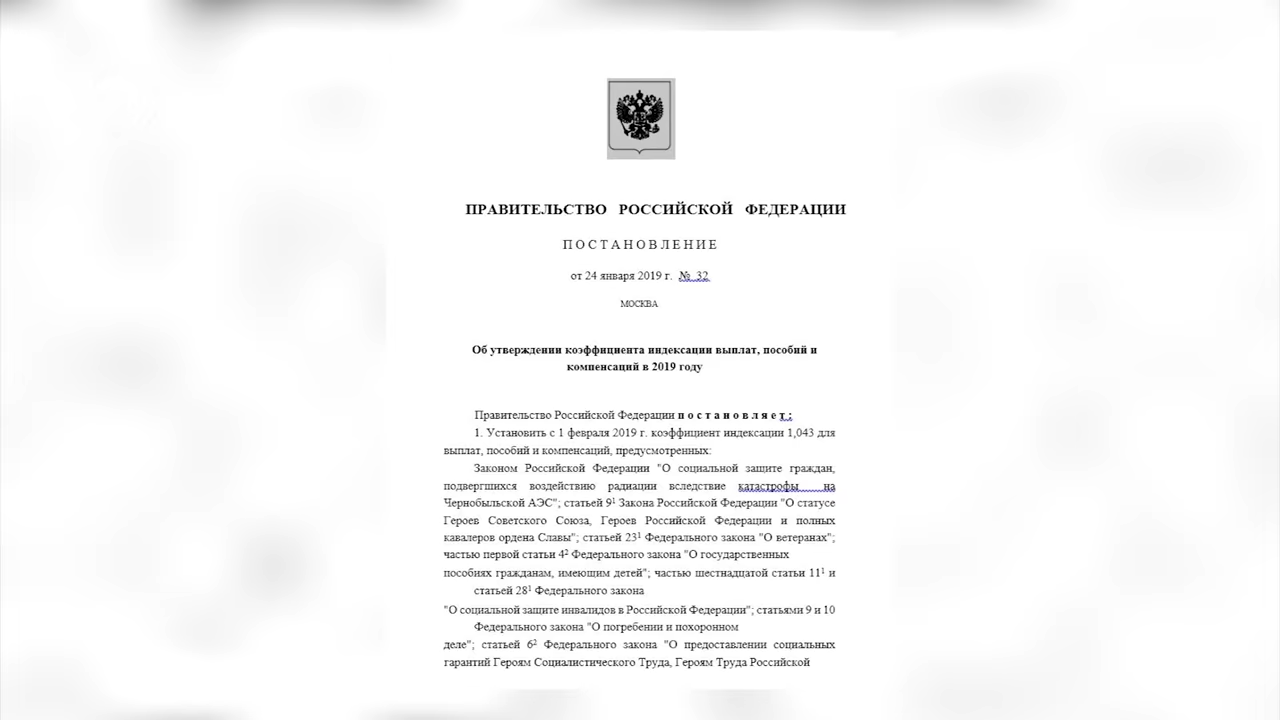 ПРАВИТЕЛЬСТВО РОССИЙСКОЙ ФЕДЕРАЦИИ
П О С Т А Н О В Л Е Н И Е
от 24 января 2019 г. № 32
МОСКВА
Об утверждении коэффициента индексации выплат, пособий и
компенсаций в 2019 году
Правительство Российской Федерации п о с т а н о в л я е т :
1. Установить с 1 февраля 2019 г. коэффициент индексации 1,043 для
выплат, пособий и компенсаций, предусмотренных:
Законом Российской Федерации "О социальной защите граждан,
подвергшихся воздействию радиации вследствие катастрофы на
Чернобыльской АЭС"; статьей 9¹ Закона Российской Федерации "О статусе
Героев Советского Союза, Героев Российской Федерации и полных
кавалеров ордена Славы"; статьей 23¹ Федерального закона "О ветеранах";
частью первой статьи 4² Федерального закона "О государственных
пособиях гражданам, имеющим детей"; частью шестнадцатой статьи 11¹ и
статьей 28¹ Федерального закона
"О социальной защите инвалидов в Российской Федерации"; статьями 9 и 10
Федерального закона "О погребении и похоронном
деле"; статьей 6² Федерального закона "О предоставлении социальных
гарантий Героям Социалистического Труда, Героям Труда Российской